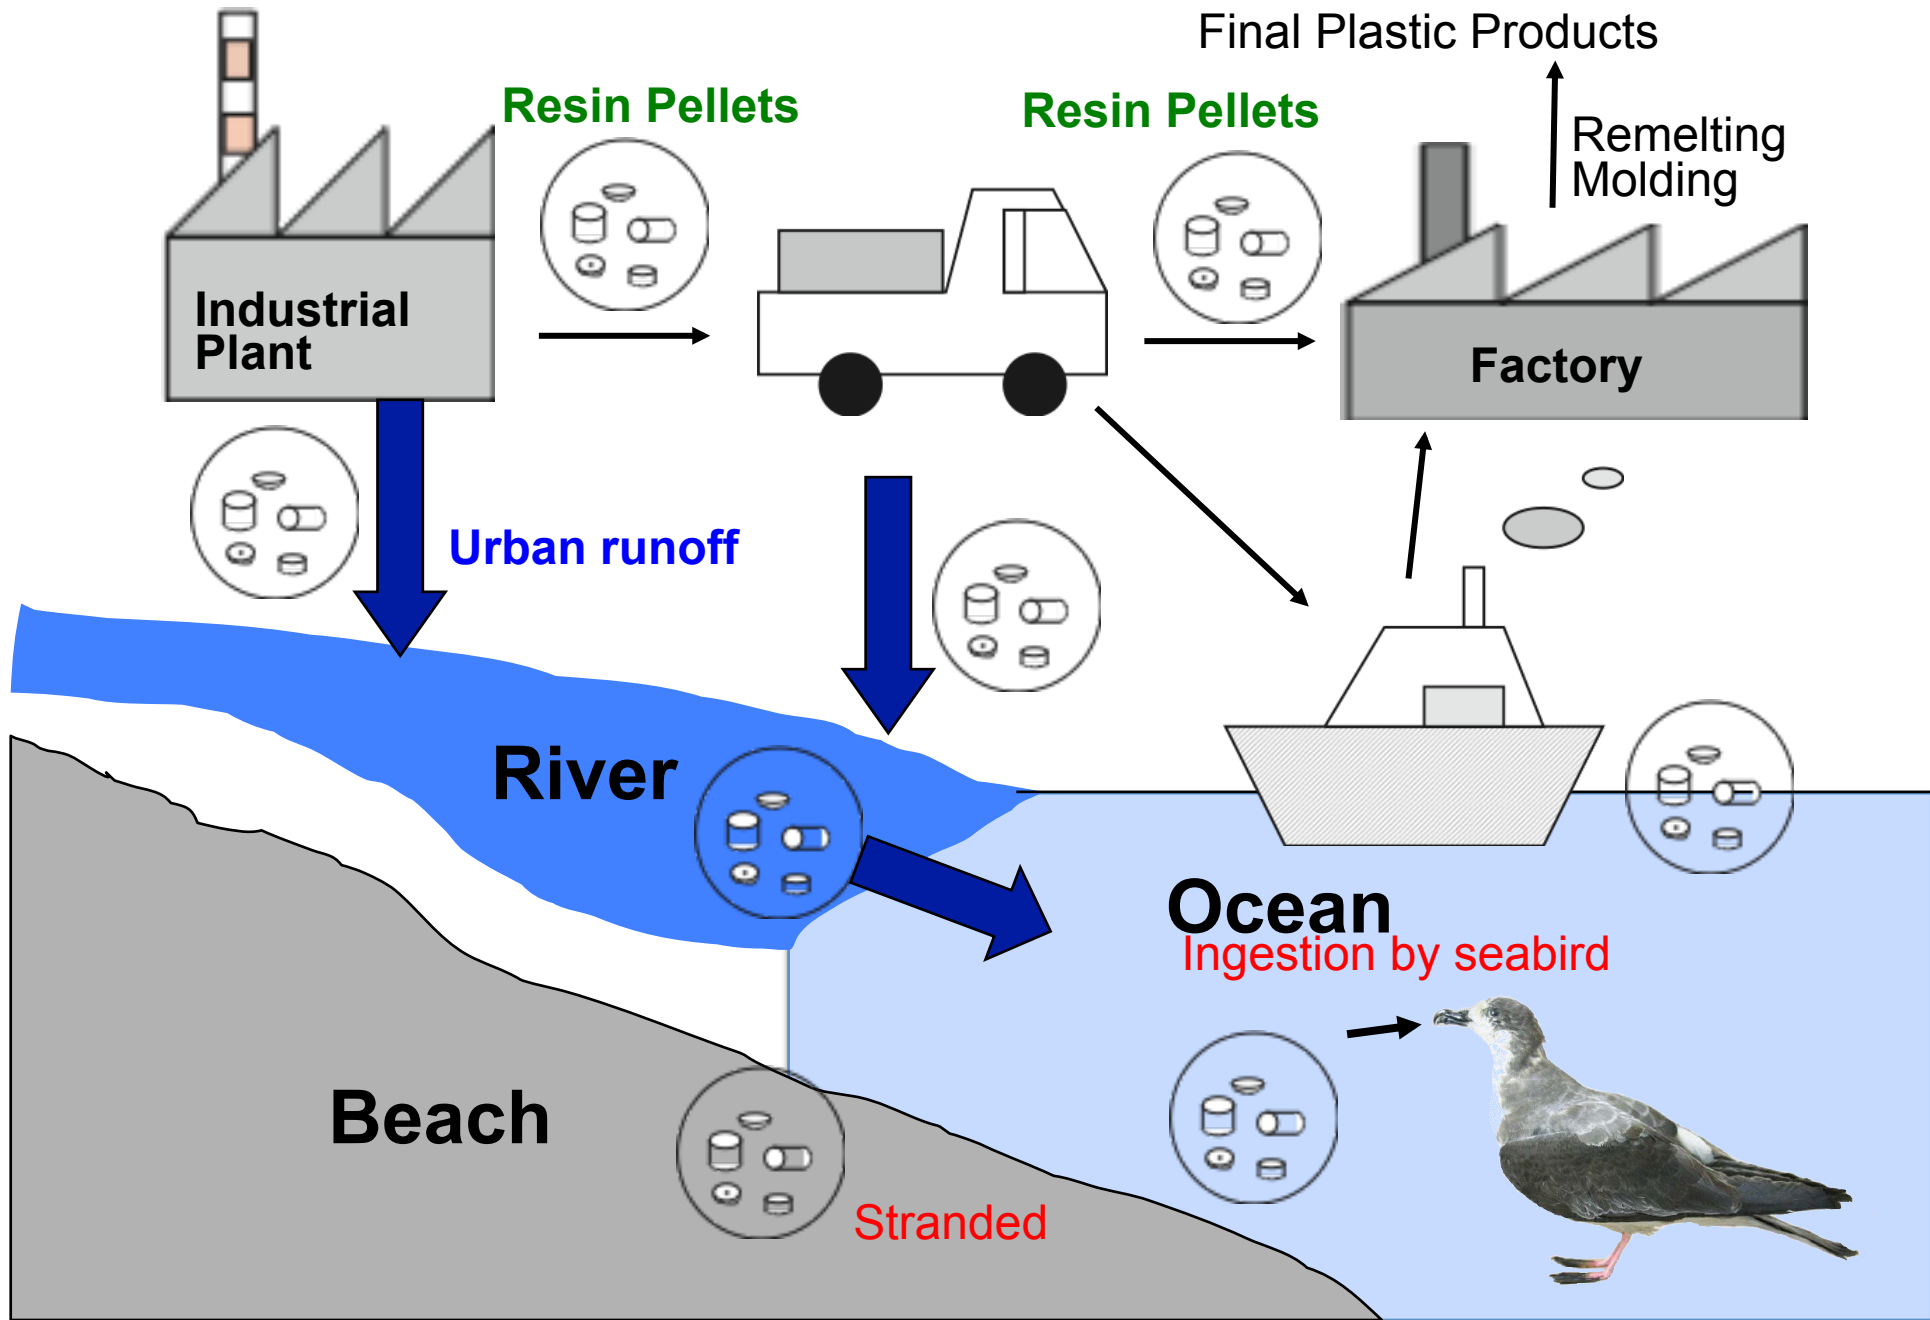 Final Plastic Products
Resin Pellets
Resin Pellets
Remelting
Molding
Industrial
Plant
Factory
Urban runoff
River
Ocean
Ingestion by seabird
Beach
Stranded